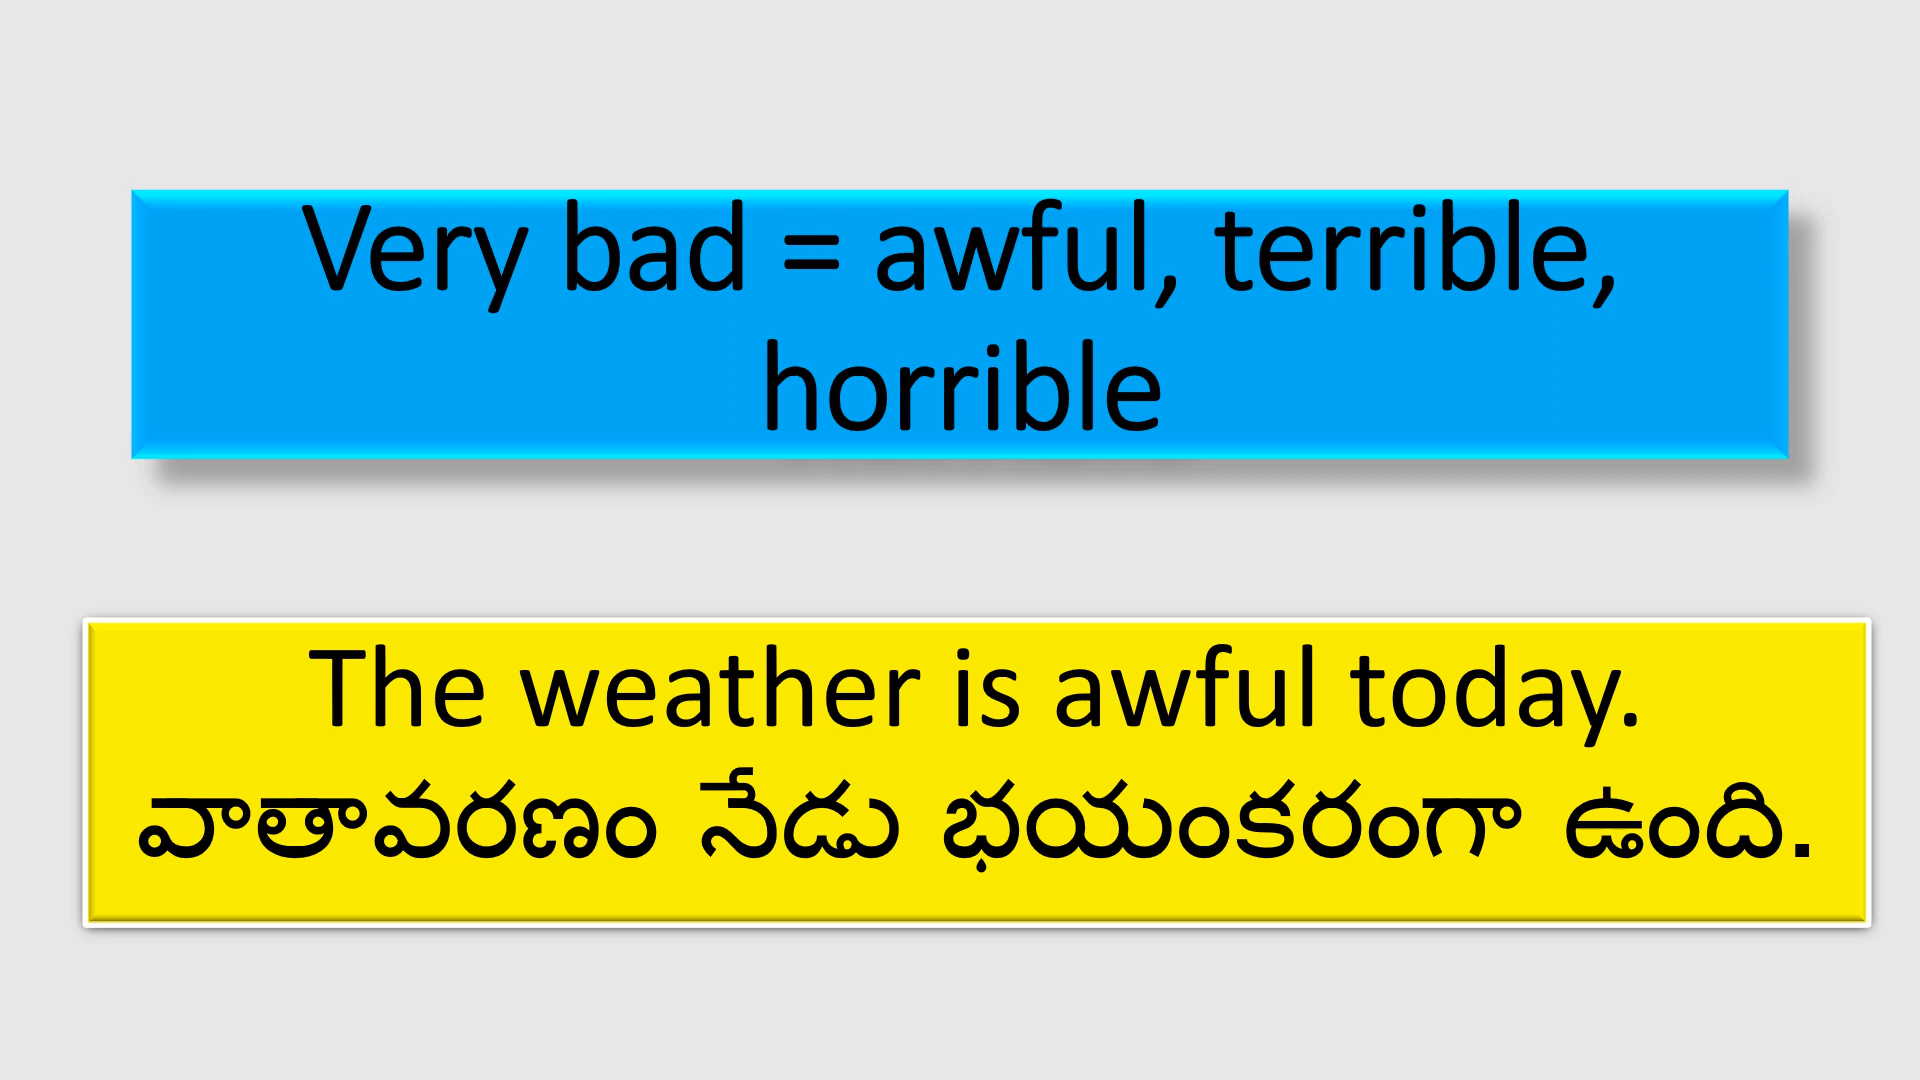 Very bad = awful, terrible,
horrible
The weather is awful today.
వాతావరణం నేడు భయంకరంగా ఉంది.